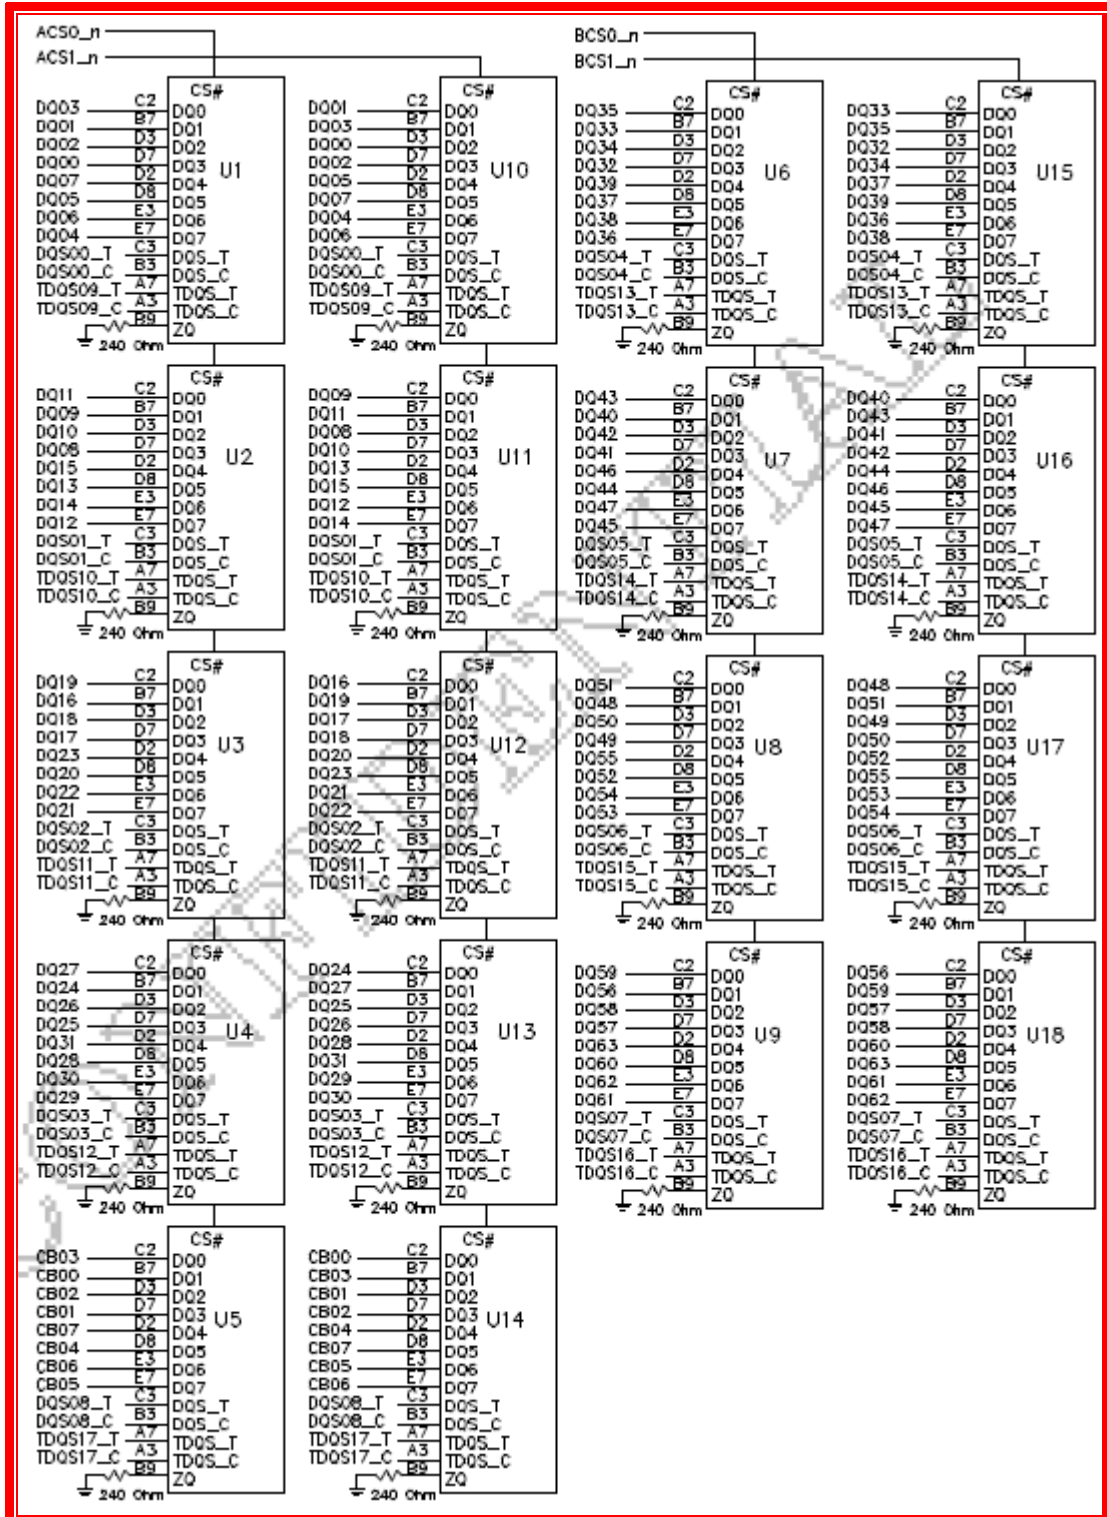 ACS0_n
ACS1_n
BCS0_n
BCS1_n
CS#
DQ03 C2 DQ0
DQ01 B7 DQ1
DQ02 D3 DQ2
DQ00 D7 DQ3 U1
DQ07 D2 DQ4
DQ05 D8 DQ5
DQ06 E3 DQ6
DQ04 E7 DQ7
DQS00_T C3 DQS_T
DQS00_C B3 DQS_C
TDQS09_T A7 TDQS_T
TDQS09_C A3 TDQS_C
B9 ZQ
240 Ohm
CS#
DQ11 C2 DQ0
DQ09 B7 DQ1
DQ10 D3 DQ2
DQ08 D7 DQ3 U2
DQ15 D2 DQ4
DQ13 D8 DQ5
DQ14 E3 DQ6
DQ12 E7 DQ7
DQS01_T C3 DQS_T
DQS01_C B3 DQS_C
TDQS10_T A7 TDQS_T
TDQS10_C A3 TDQS_C
B9 ZQ
240 Ohm
CS#
DQ19 C2 DQ0
DQ16 B7 DQ1
DQ18 D3 DQ2
DQ17 D7 DQ3 U3
DQ23 D2 DQ4
DQ20 D8 DQ5
DQ22 E3 DQ6
DQ21 E7 DQ7
DQS02_T C3 DQS_T
DQS02_C B3 DQS_C
TDQS11_T A7 TDQS_T
TDQS11_C A3 TDQS_C
B9 ZQ
240 Ohm
CS#
DQ27 C2 DQ0
DQ24 B7 DQ1
DQ26 D3 DQ2
DQ25 D7 DQ3 U4
DQ31 D2 DQ4
DQ28 D8 DQ5
DQ30 E3 DQ6
DQ29 E7 DQ7
DQS03_T C3 DQS_T
DQS03_C B3 DQS_C
TDQS12_T A7 TDQS_T
TDQS12_C A3 TDQS_C
B9 ZQ
240 Ohm
CS#
CB03 C2 DQ0
CB00 B7 DQ1
CB02 D3 DQ2
CB01 D7 DQ3 U5
CB07 D2 DQ4
CB04 D8 DQ5
CB06 E3 DQ6
CB05 E7 DQ7
DQS08_T C3 DQS_T
DQS08_C B3 DQS_C
TDQS17_T A7 TDQS_T
TDQS17_C A3 TDQS_C
B9 ZQ
240 Ohm
CS#
DQ01 C2 DQ0
DQ03 B7 DQ1
DQ00 D3 DQ2
DQ02 D7 DQ3 U10
DQ05 D2 DQ4
DQ07 D8 DQ5
DQ04 E3 DQ6
DQ06 E7 DQ7
DQS00_T C3 DQS_T
DQS00_C B3 DQS_C
TDQS09_T A7 TDQS_T
TDQS09_C A3 TDQS_C
B9 ZQ
240 Ohm
CS#
DQ09 C2 DQ0
DQ11 B7 DQ1
DQ08 D3 DQ2
DQ10 D7 DQ3 U11
DQ13 D2 DQ4
DQ15 D8 DQ5
DQ12 E3 DQ6
DQ14 E7 DQ7
DQS01_T C3 DQS_T
DQS01_C B3 DQS_C
TDQS10_T A7 TDQS_T
TDQS10_C A3 TDQS_C
B9 ZQ
240 Ohm
CS#
DQ16 C2 DQ0
DQ19 B7 DQ1
DQ17 D3 DQ2
DQ18 D7 DQ3 U12
DQ20 D2 DQ4
DQ23 D8 DQ5
DQ21 E3 DQ6
DQ22 E7 DQ7
DQS02_T C3 DQS_T
DQS02_C B3 DQS_C
TDQS11_T A7 TDQS_T
TDQS11_C A3 TDQS_C
B9 ZQ
240 Ohm
CS#
DQ24 C2 DQ0
DQ27 B7 DQ1
DQ25 D3 DQ2
DQ26 D7 DQ3 U13
DQ28 D2 DQ4
DQ31 D8 DQ5
DQ29 E3 DQ6
DQ30 E7 DQ7
DQS03_T C3 DQS_T
DQS03_C B3 DQS_C
TDQS12_T A7 TDQS_T
TDQS12_C A3 TDQS_C
B9 ZQ
240 Ohm
CS#
CB00 C2 DQ0
CB03 B7 DQ1
CB01 D3 DQ2
CB02 D7 DQ3 U14
CB04 D2 DQ4
CB07 D8 DQ5
CB05 E3 DQ6
CB06 E7 DQ7
DQS08_T C3 DQS_T
DQS08_C B3 DQS_C
TDQS17_T A7 TDQS_T
TDQS17_C A3 TDQS_C
B9 ZQ
240 Ohm
CS#
DQ35 C2 DQ0
DQ33 B7 DQ1
DQ34 D3 DQ2
DQ32 D7 DQ3 U6
DQ39 D2 DQ4
DQ37 D8 DQ5
DQ38 E3 DQ6
DQ36 E7 DQ7
DQS04_T C3 DQS_T
DQS04_C B3 DQS_C
TDQS13_T A7 TDQS_T
TDQS13_C A3 TDQS_C
B9 ZQ
240 Ohm
CS#
DQ43 C2 DQ0
DQ40 B7 DQ1
DQ42 D3 DQ2
DQ41 D7 DQ3 U7
DQ46 D2 DQ4
DQ44 D8 DQ5
DQ47 E3 DQ6
DQ45 E7 DQ7
DQS05_T C3 DQS_T
DQS05_C B3 DQS_C
TDQS14_T A7 TDQS_T
TDQS14_C A3 TDQS_C
B9 ZQ
240 Ohm
CS#
DQ51 C2 DQ0
DQ48 B7 DQ1
DQ50 D3 DQ2
DQ49 D7 DQ3 U8
DQ55 D2 DQ4
DQ52 D8 DQ5
DQ54 E3 DQ6
DQ53 E7 DQ7
DQS06_T C3 DQS_T
DQS06_C B3 DQS_C
TDQS15_T A7 TDQS_T
TDQS15_C A3 TDQS_C
B9 ZQ
240 Ohm
CS#
DQ59 C2 DQ0
DQ56 B7 DQ1
DQ58 D3 DQ2
DQ57 D7 DQ3 U9
DQ63 D2 DQ4
DQ60 D8 DQ5
DQ62 E3 DQ6
DQ61 E7 DQ7
DQS07_T C3 DQS_T
DQS07_C B3 DQS_C
TDQS16_T A7 TDQS_T
TDQS16_C A3 TDQS_C
B9 ZQ
240 Ohm
CS#
DQ33 C2 DQ0
DQ35 B7 DQ1
DQ32 D3 DQ2
DQ34 D7 DQ3 U15
DQ37 D2 DQ4
DQ39 D8 DQ5
DQ36 E3 DQ6
DQ38 E7 DQ7
DQS04_T C3 DQS_T
DQS04_C B3 DQS_C
TDQS13_T A7 TDQS_T
TDQS13_C A3 TDQS_C
B9 ZQ
240 Ohm
CS#
DQ40 C2 DQ0
DQ43 B7 DQ1
DQ41 D3 DQ2
DQ42 D7 DQ3 U16
DQ44 D2 DQ4
DQ46 D8 DQ5
DQ45 E3 DQ6
DQ47 E7 DQ7
DQS05_T C3 DQS_T
DQS05_C B3 DQS_C
TDQS14_T A7 TDQS_T
TDQS14_C A3 TDQS_C
B9 ZQ
240 Ohm
CS#
DQ48 C2 DQ0
DQ51 B7 DQ1
DQ49 D3 DQ2
DQ50 D7 DQ3 U17
DQ52 D2 DQ4
DQ55 D8 DQ5
DQ53 E3 DQ6
DQ54 E7 DQ7
DQS06_T C3 DQS_T
DQS06_C B3 DQS_C
TDQS15_T A7 TDQS_T
TDQS15_C A3 TDQS_C
B9 ZQ
240 Ohm
CS#
DQ56 C2 DQ0
DQ59 B7 DQ1
DQ57 D3 DQ2
DQ58 D7 DQ3 U18
DQ60 D2 DQ4
DQ63 D8 DQ5
DQ61 E3 DQ6
DQ62 E7 DQ7
DQS07_T C3 DQS_T
DQS07_C B3 DQS_C
TDQS16_T A7 TDQS_T
TDQS16_C A3 TDQS_C
B9 ZQ
240 Ohm
CONFIDENTIAL